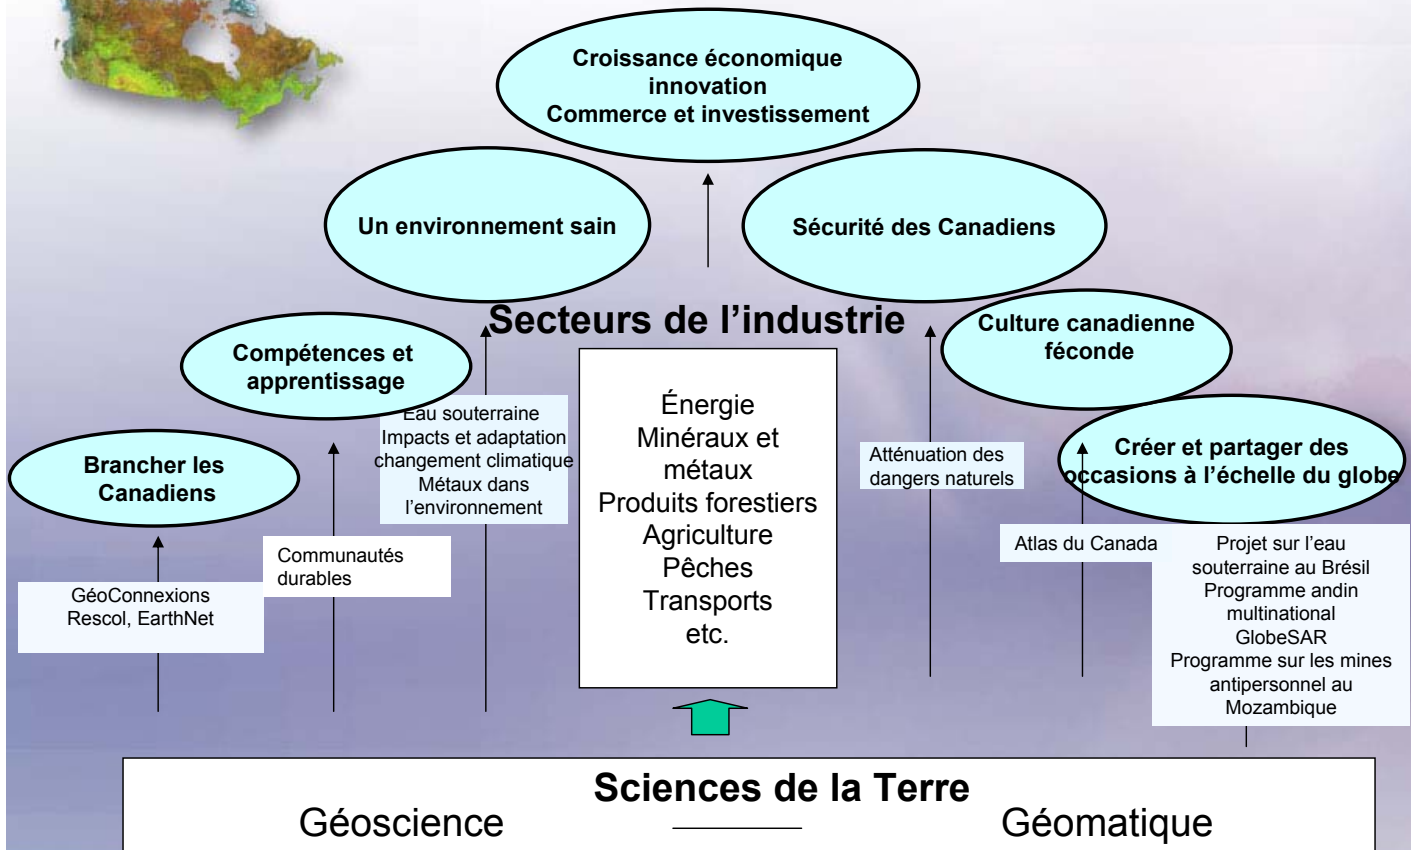 Croissance économique
innovation
Commerce et investissement
Un environnement sain
Sécurité des Canadiens
Secteurs de l’industrie
Culture canadienne
féconde
Compétences et
apprentissage
Créer et partager des
occasions à l’échelle du globe
Brancher les
Canadiens
Eau souterraine
Impacts et adaptation
changement climatique
Métaux dans
l’environnement
Énergie
Minéraux et
métaux
Produits forestiers
Agriculture
Pêches
Transports
etc.
Atténuation des
dangers naturels
Communautés
durables
Atlas du Canada
GéoConnexions
Rescol, EarthNet
Projet sur l’eau
souterraine au Brésil
Programme andin
multinational
GlobeSAR
Programme sur les mines
antipersonnel au
Mozambique
Sciences de la Terre
Géoscience
Géomatique